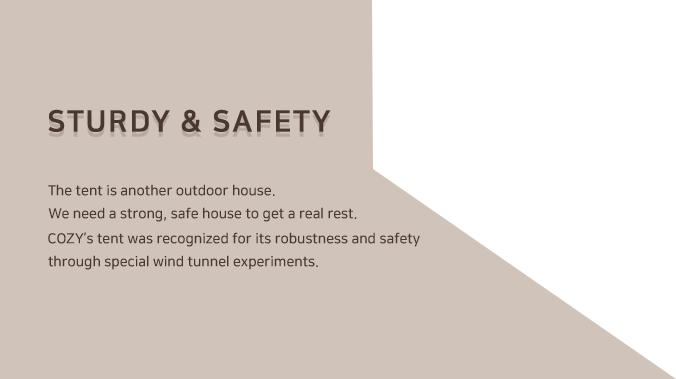 STURDY & SAFETY
The tent is another outdoor house.
We need a strong, safe house to get a real rest.
COZY's tent was recognized for its robustness and safety
through special wind tunnel experiments.